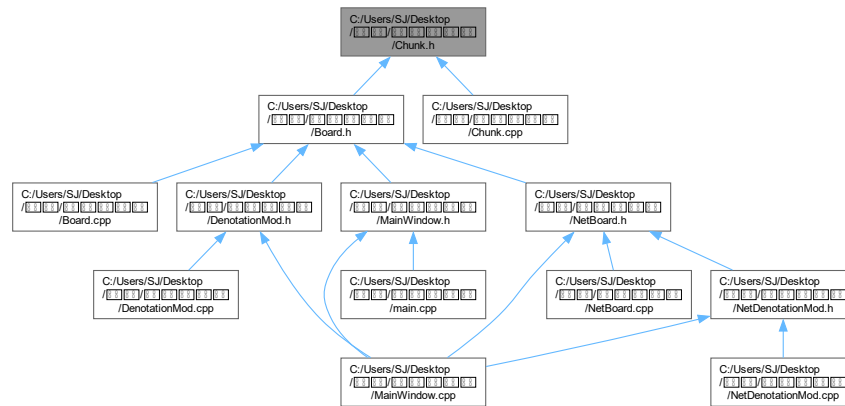 C:/Users/SJ/Desktop
/ /
/Chunk.h
C:/Users/SJ/Desktop
/ /
/Board.h
C:/Users/SJ/Desktop
/ /
/Chunk.cpp
C:/Users/SJ/Desktop
/ /
/Board.cpp
C:/Users/SJ/Desktop
/ /
/DenotationMod.h
C:/Users/SJ/Desktop
/ /
/MainWindow.h
C:/Users/SJ/Desktop
/ /
/NetBoard.h
C:/Users/SJ/Desktop
/ /
/DenotationMod.cpp
C:/Users/SJ/Desktop
/ /
/main.cpp
C:/Users/SJ/Desktop
/ /
/NetBoard.cpp
C:/Users/SJ/Desktop
/ /
/NetDenotationMod.h
C:/Users/SJ/Desktop
/ /
/MainWindow.cpp
C:/Users/SJ/Desktop
/ /
/NetDenotationMod.cpp